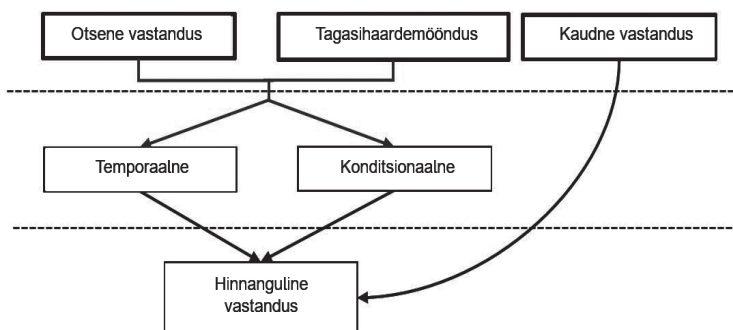 Otsene vastandus
Tagasihaardemööndus
Kaudne vastandus
Temporaalne
Konditsionaalne
Hinnanguline
vastandus